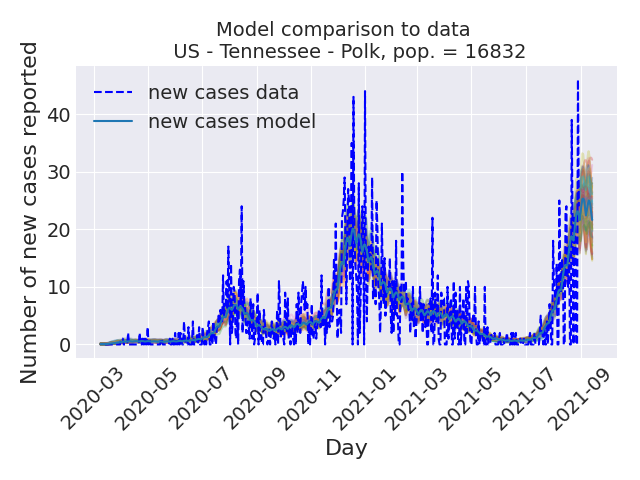 Model comparison to data
US - Tennessee - Polk, pop. = 16832
Number of new cases reported
new cases data
new cases model
40
30
20
10
0
2020-03
2020-05
2020-07
2020-09
2020-11
2021-01
2021-03
2021-05
2021-07
2021-09
Day